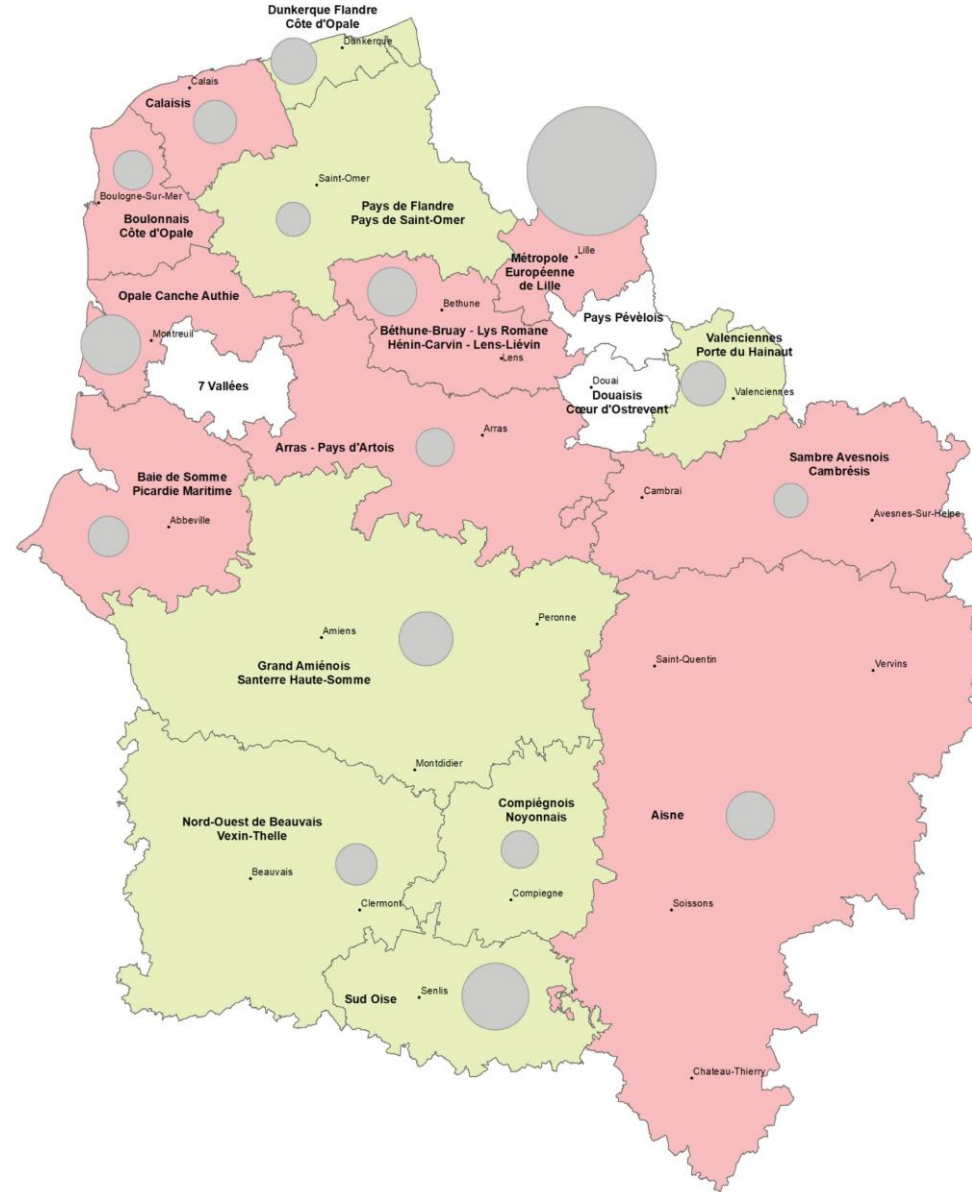 Dunkerque Flandre
Côte d'Opale
Dunkerque
Calais
Calaisis
Saint-Omer
Boulogne-Sur-Mer
Pays de Flandre
Pays de Saint-Omer
Boulonnais
Côte d'Opale
Lille
Métropole
Européenne
de Lille
Opale Canche Authie
Bethune
Pays Pévèlois
Béthune-Bruay - Lys Romane
Hénin-Carvin - Lens-Liévin
Lens
Montreuil
Valenciennes
Porte du Hainaut
7 Vallées
Douai
Douaisis
Cœur d'Ostrevent
Valenciennes
Arras
Arras - Pays d'Artois
Sambre Avesnois
Cambrésis
Baie de Somme
Picardie Maritime
Cambrai
Abbeville
Avesnes-Sur-Helpe
Peronne
Amiens
Grand Amiénois
Santerre Haute-Somme
Saint-Quentin
Vervins
Montdidier
Compiégnois
Noyonnais
Nord-Ouest de Beauvais
Vexin-Thelle
Aisne
Beauvais
Compiegne
Clermont
Soissons
Sud Oise
Senlis
Chateau-Thierry